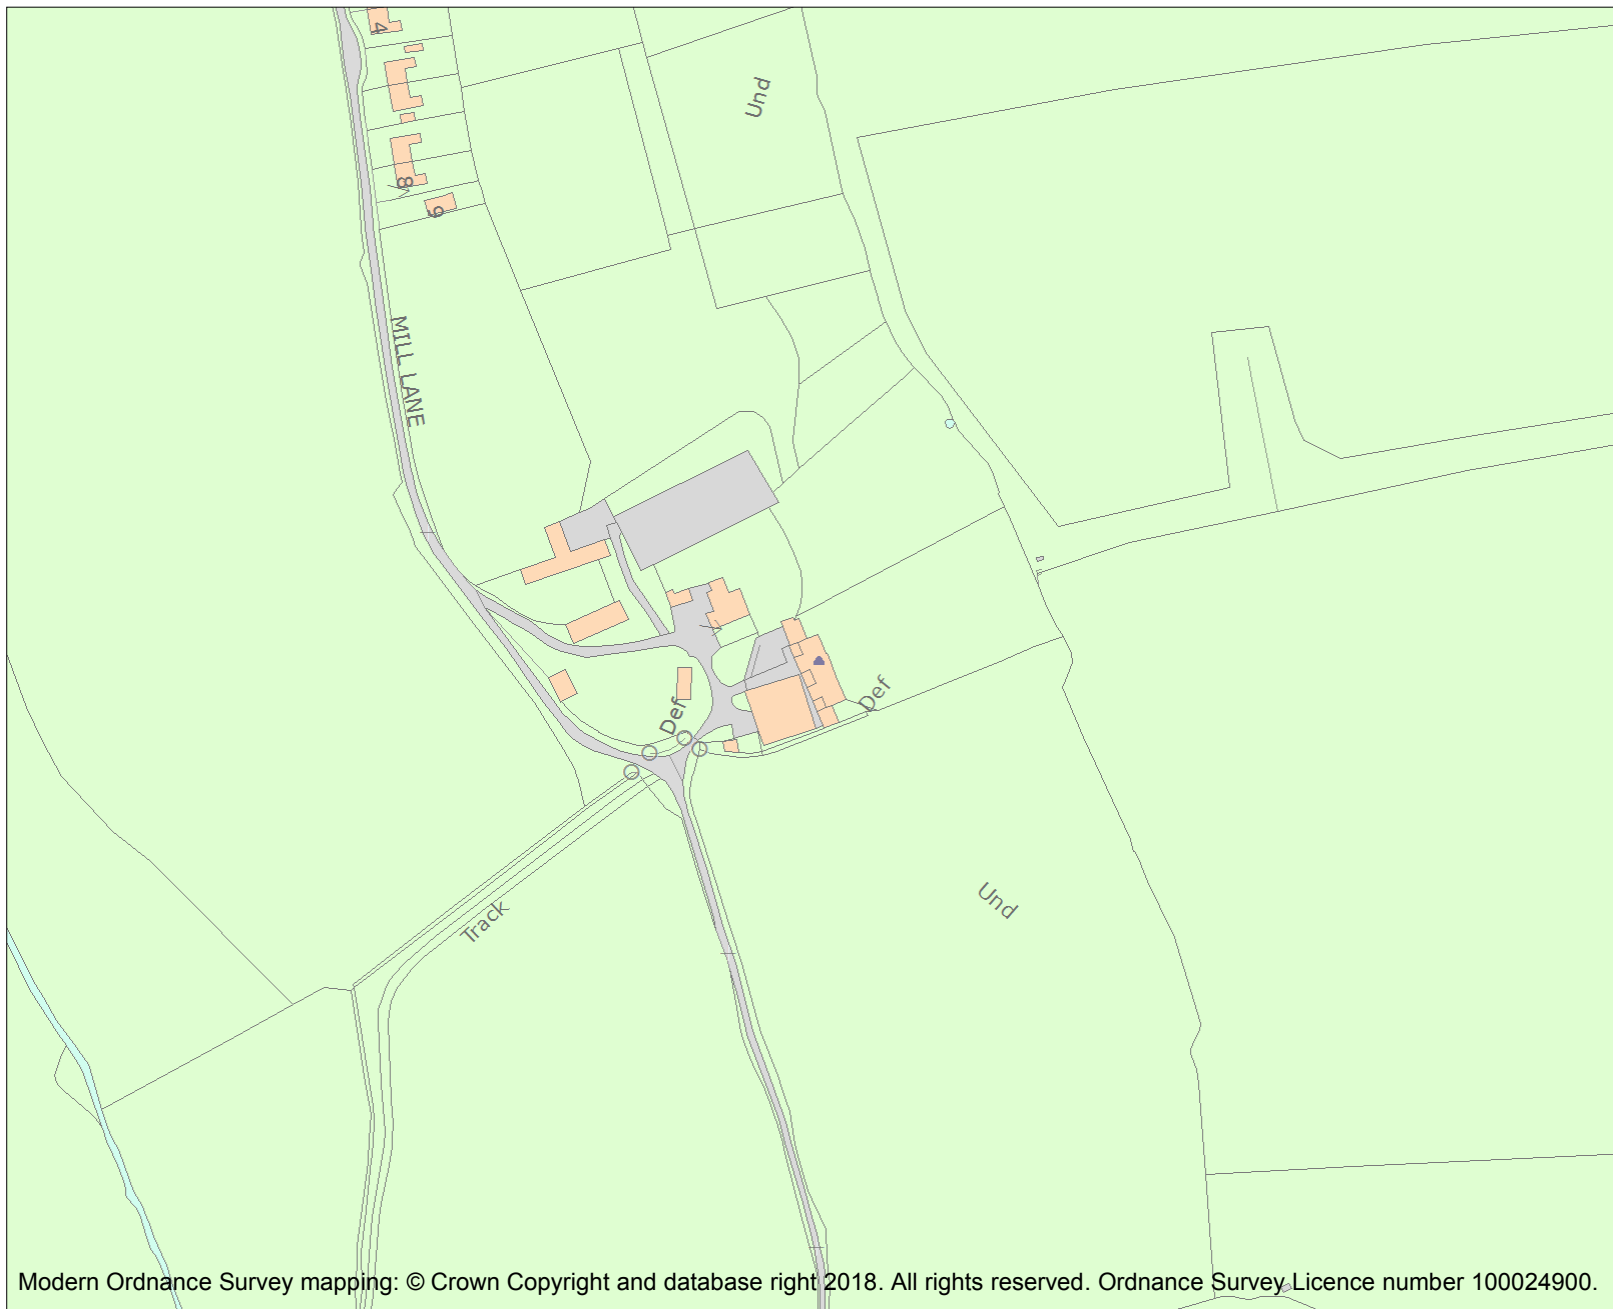 4
Und
8
9
MILL LANE
Def
Def
Und
Track
Modern Ordnance Survey mapping: © Crown Copyright and database right 2018. All rights reserved. Ordnance Survey Licence number 100024900.